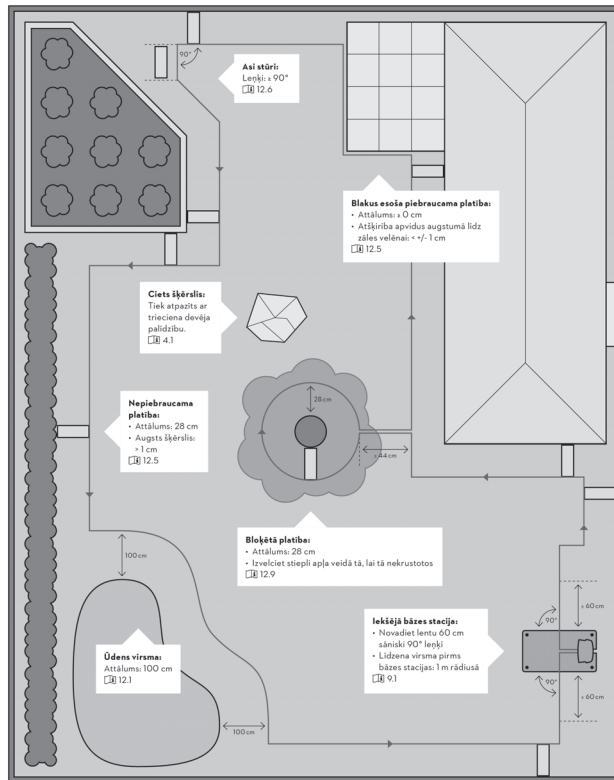 90°
Asi stūri:
Leņķi: ± 90°
12.6
Blakus esoša piebraucama platība:
• Attālums: ± 0 cm
• Atšķirība apvidus augstumā līdz
zāles velēnai: < +/- 1 cm
12.5
Ciets šķērslis:
Tiek atpazīts ar
trieciena devēja
palīdzību.
4.1
28 cm
Nepiebraucama
platība:
• Attālums: 28 cm
• Augsts šķērslis:
> 1 cm
12.5
≥ 44 cm
Bloķētā platība:
• Attālums: 28 cm
• Izvelciet stiepli apļa veidā tā, lai tā nekrustotos
12.9
100 cm
Iekšējā bāzes stacija:
• Novadiet lentu 60 cm
sāniski 90° leņķī
• Līdzena virsma pirms
bāzes stacijas: 1 m rādiusā
9.1
90°
± 60 cm
90°
± 60 cm
Ūdens virsma:
Attālums: 100 cm
12.1
100 cm